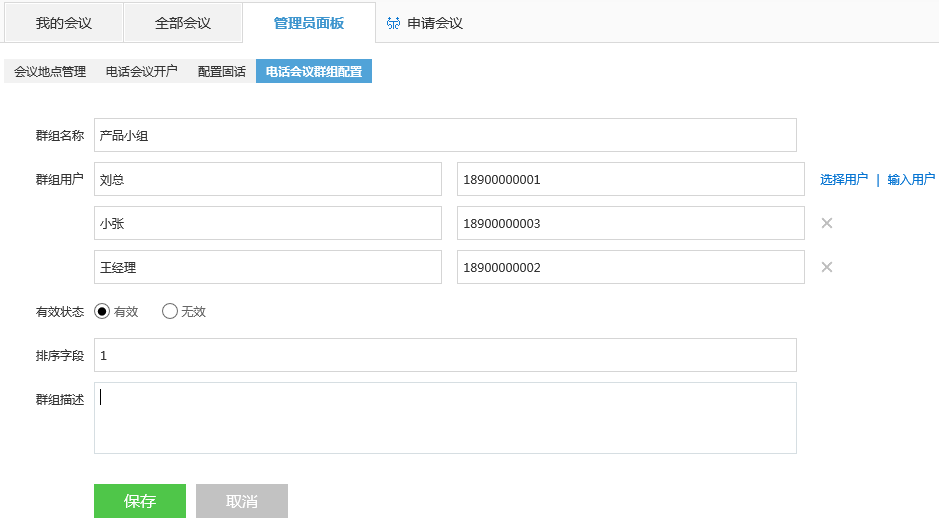 我的会议 全部会议 管理员面板 申请会议
会议地点管理 电话会议开户 配置固话 电话会议群组配置
群组名称 产品小组
群组用户 刘总 18900000001 选择用户 | 输入用户
小张 18900000003
王经理 18900000002
有效状态 有效 无效
排序字段 1
群组描述
保存 取消